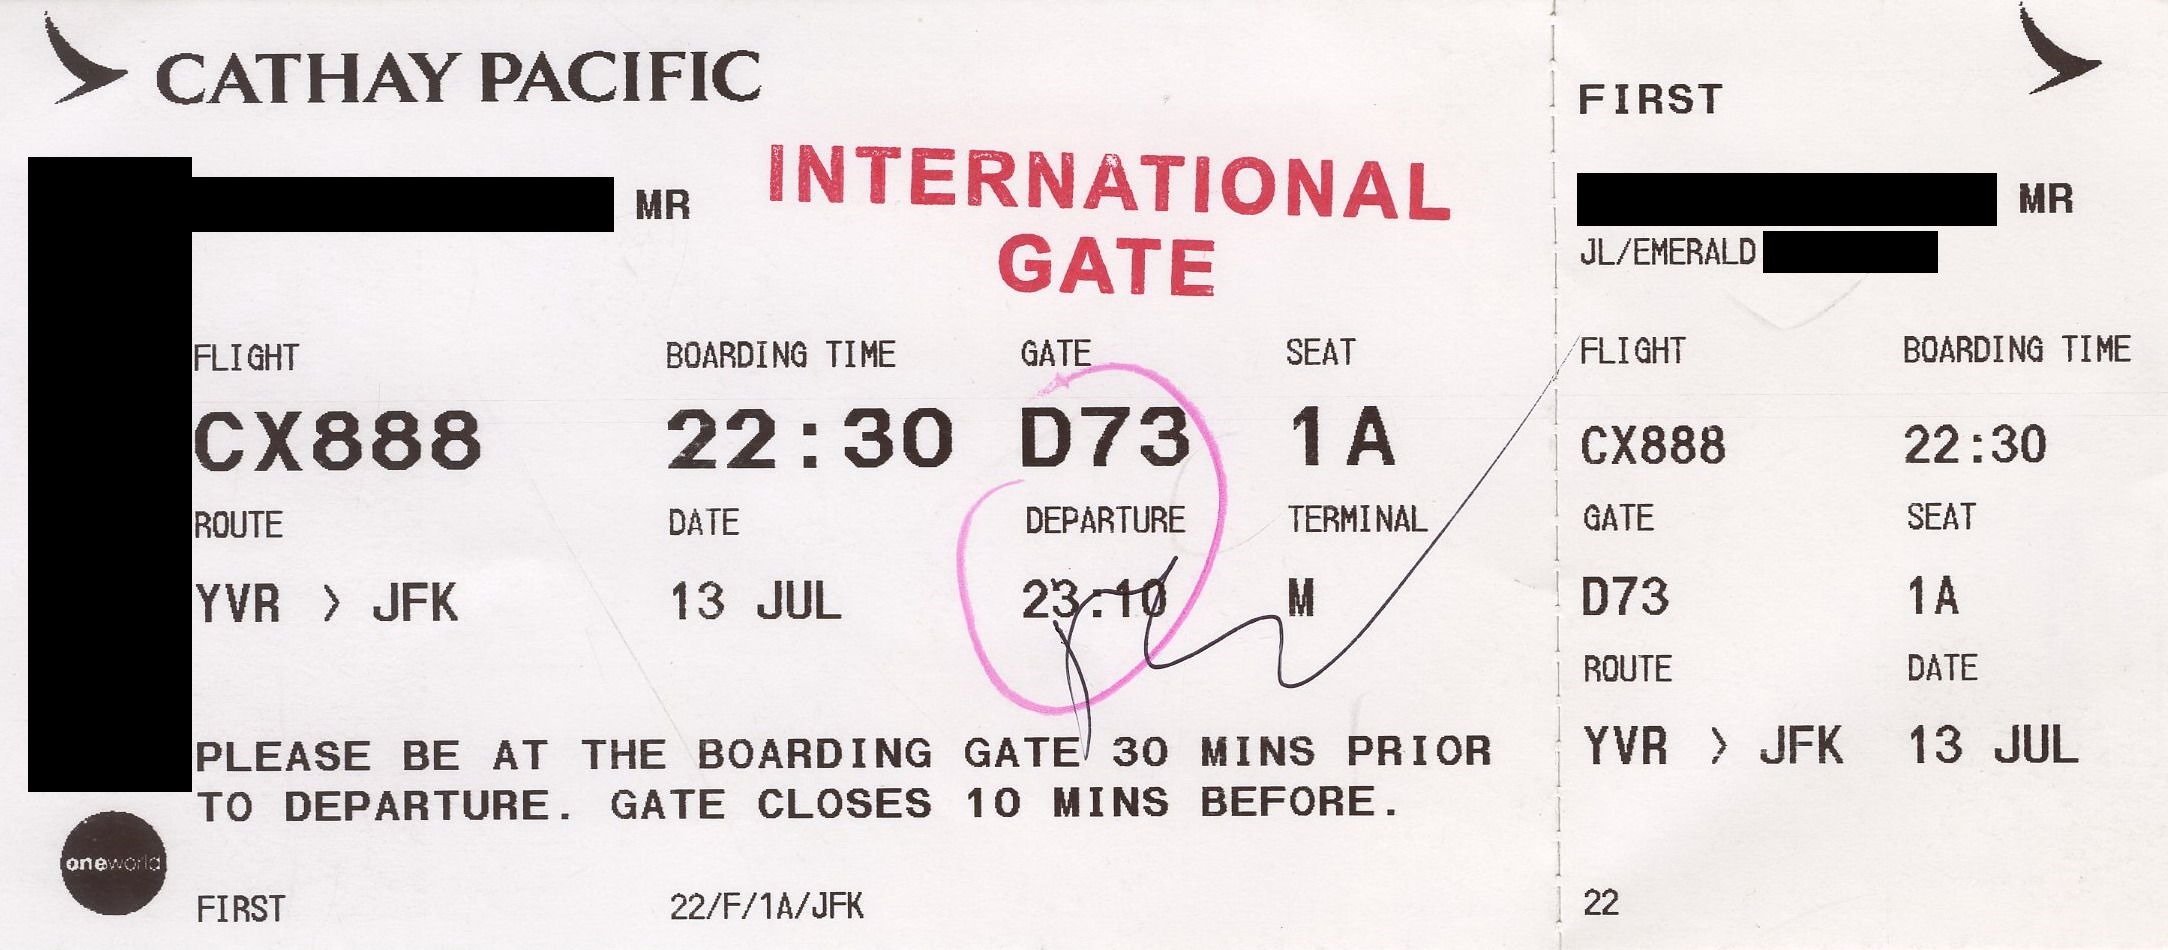 CATHAY PACIFIC
MR
INTERNATIONAL
GATE
FLIGHT BOARDING TIME GATE SEAT
CX888 22:30 D73 1A
ROUTE DATE DEPARTURE TERMINAL
YVR > JFK 13 JUL 23:10 M
PLEASE BE AT THE BOARDING GATE 30 MINS PRIOR
TO DEPARTURE. GATE CLOSES 10 MINS BEFORE.
oneworld
FIRST 22/F/1A/JFK
FIRST
MR
JL/EMERALD
FLIGHT BOARDING TIME
CX888 22:30
GATE SEAT
D73 1A
ROUTE DATE
YVR > JFK 13 JUL
22